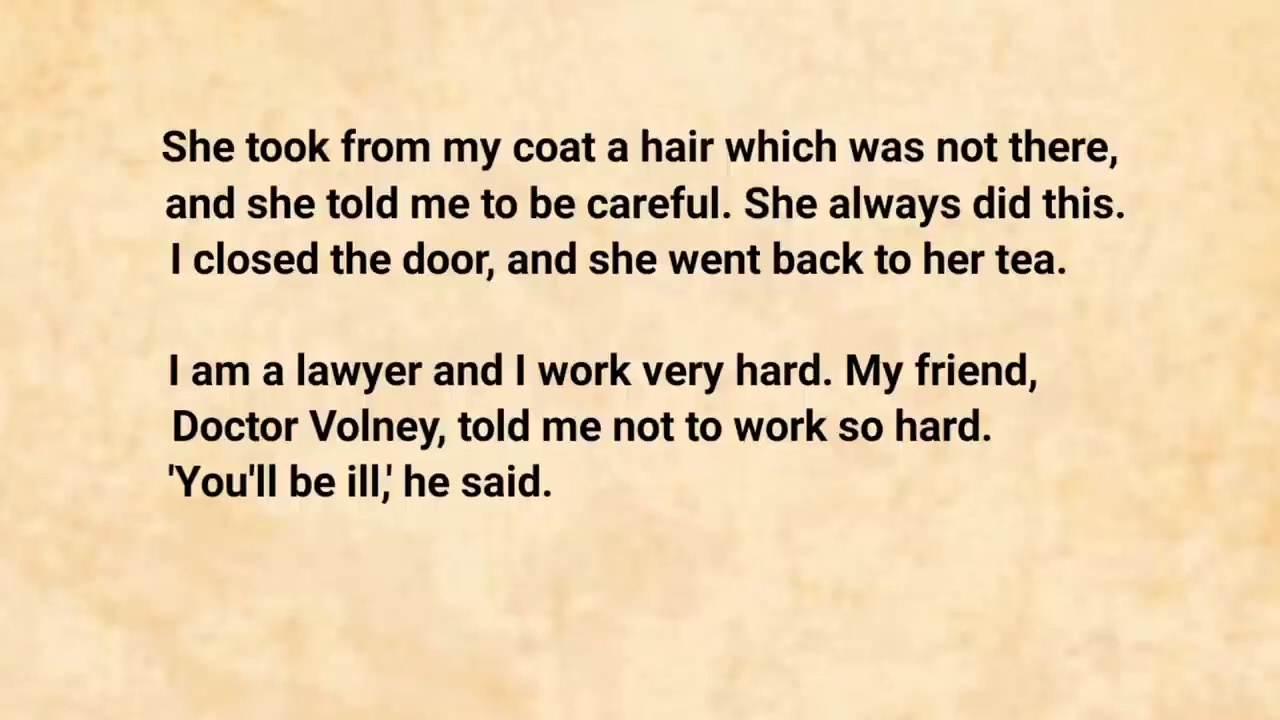 She took from my coat a hair which was not there,
and she told me to be careful. She always did this.
I closed the door, and she went back to her tea.
I am a lawyer and I work very hard. My friend,
Doctor Volney, told me not to work so hard.
'You'll be ill,' he said.